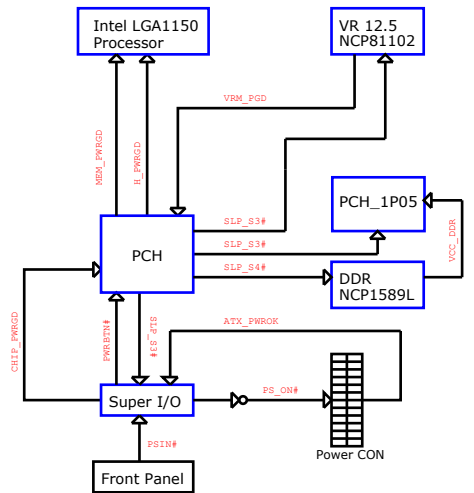 Intel LGA1150
Processor
VR 12.5
NCP81102
VRM_PGD
MEM_PWRGD
H_PWRGD
PCH_1P05
PCH
SLP_S3#
SLP_S3#
SLP_S4#
VCC_DDR
DDR
NCP1589L
CHIP_PWRGD
PWRBTN#
SLP_S3#
ATX_PWROK
Super I/O
PS_ON#
PSIN#
Power CON
Front Panel